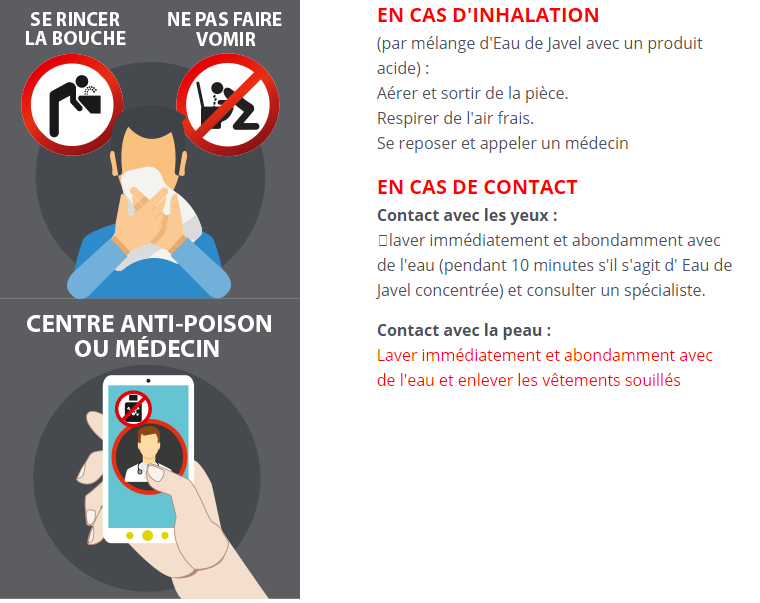 SE RINCER
LA BOUCHE
NE PAS FAIRE
VOMIR
CENTRE ANTI-POISON
OU MÉDECIN
EN CAS D'INHALATION
(par mélange d'Eau de Javel avec un produit
acide) :
Aérer et sortir de la pièce.
Respirer de l'air frais.
Se reposer et appeler un médecin
EN CAS DE CONTACT
Contact avec les yeux :
laver immédiatement et abondamment avec
de l'eau (pendant 10 minutes s'il s'agit d' Eau de
Javel concentrée) et consulter un spécialiste.
Contact avec la peau :
Laver immédiatement et abondamment avec
de l'eau et enlever les vêtements souillés